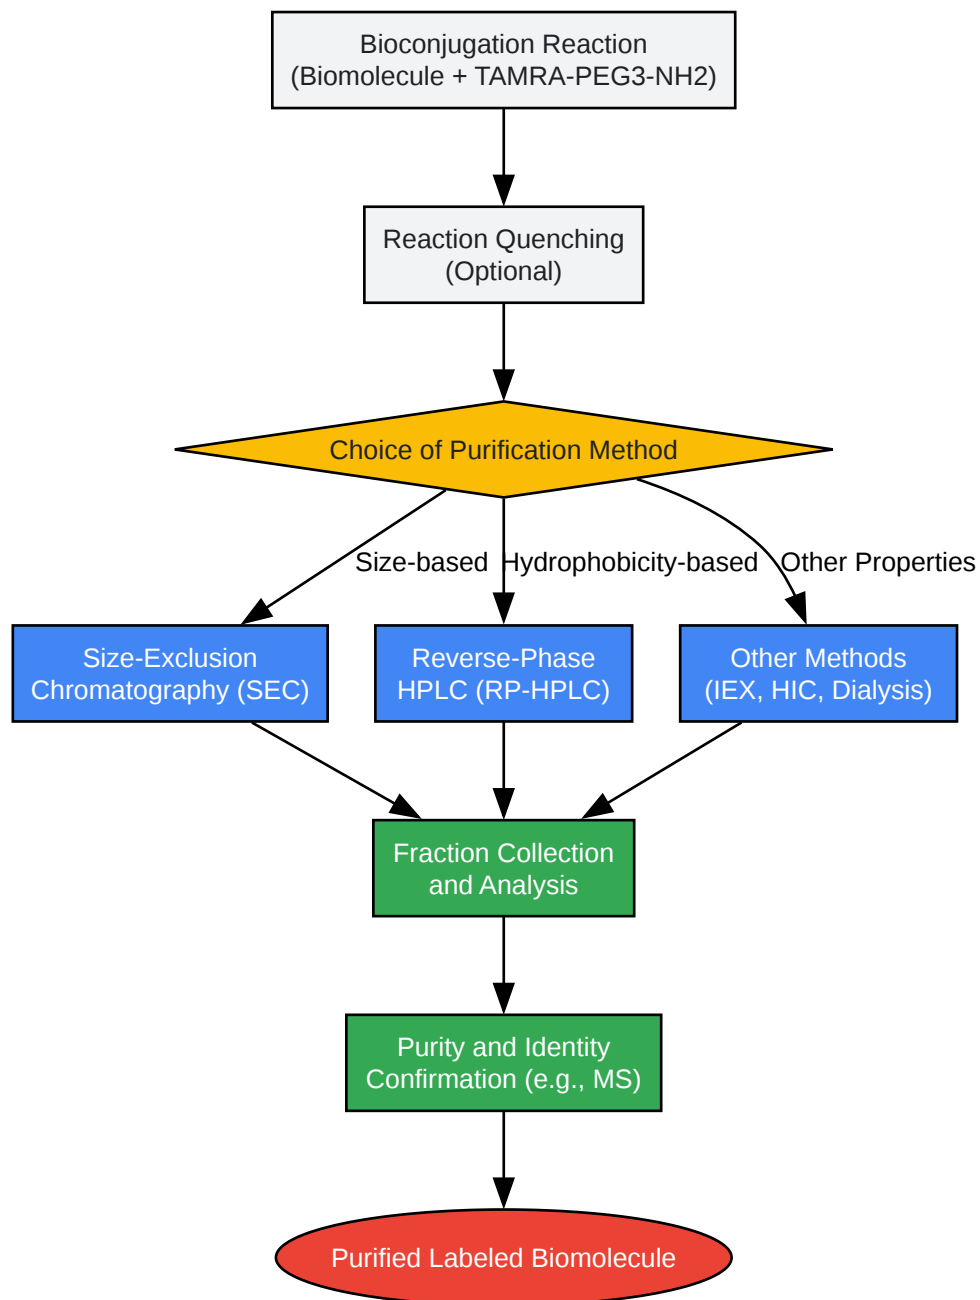 Bioconjugation Reaction
(Biomolecule + TAMRA-PEG3-NH2)
Reaction Quenching
(Optional)
Choice of Purification Method
Size-based
Hydrophobicity-based
Other Properties
Size-Exclusion
Chromatography (SEC)
Reverse-Phase
HPLC (RP-HPLC)
Other Methods
(IEX, HIC, Dialysis)
Fraction Collection
and Analysis
Purity and Identity
Confirmation (e.g., MS)
Purified Labeled Biomolecule